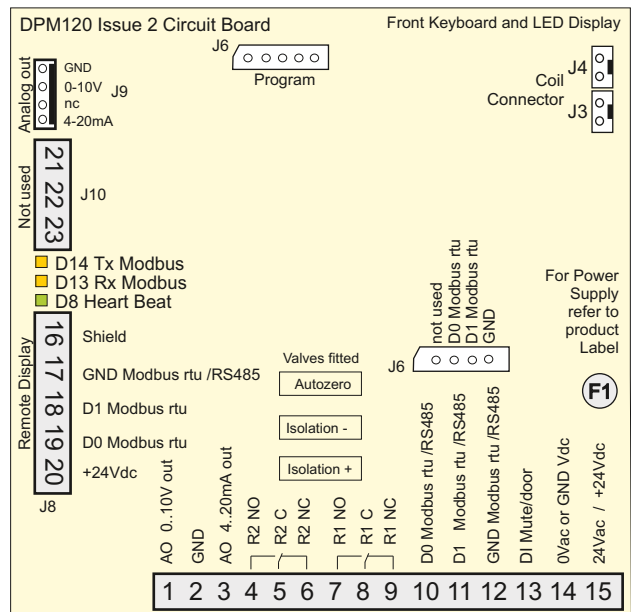 DPM120 Issue 2 Circuit Board
Front Keyboard and LED Display
J6
Program
Analog out
GND
0-10V
nc
4-20mA
J9
J4
Coil
Connector
J3
Not used
21
22
23
J10
D14 Tx Modbus
D13 Rx Modbus
D8 Heart Beat
Remote Display
16
17
18
19
20
Shield
GND Modbus rtu /RS485
D1 Modbus rtu
D0 Modbus rtu
+24Vdc
J8
Valves fitted
Autozero
Isolation -
Isolation +
J6
not used
D0 Modbus rtu
D1 Modbus rtu
GND
For Power
Supply
refer to
product
Label
F1
AO 0..10V out
GND
AO 4..20mA out
R2 NO
R2 C
R2 NC
R1 NO
R1 C
R1 NC
D0 Modbus rtu /RS485
D1 Modbus rtu /RS485
GND Modbus rtu /RS485
DI Mute/door
0Vac or GND Vdc
24Vac / +24Vdc
1 2 3 4 5 6 7 8 9 10 11 12 13 14 15